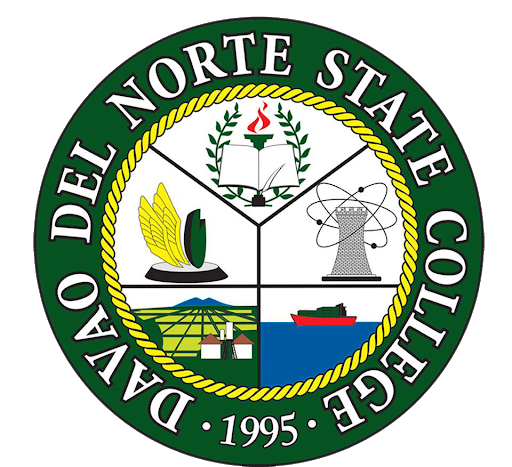 DAVAO DEL NORTE STATE COLLEGE
· 1995 ·